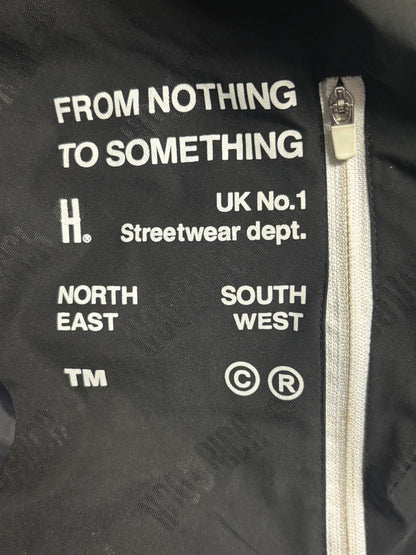 FROM NOTHING
TO SOMETHING
H.® UK No.1
Streetwear dept.
NORTH SOUTH
EAST WEST
TM © ®